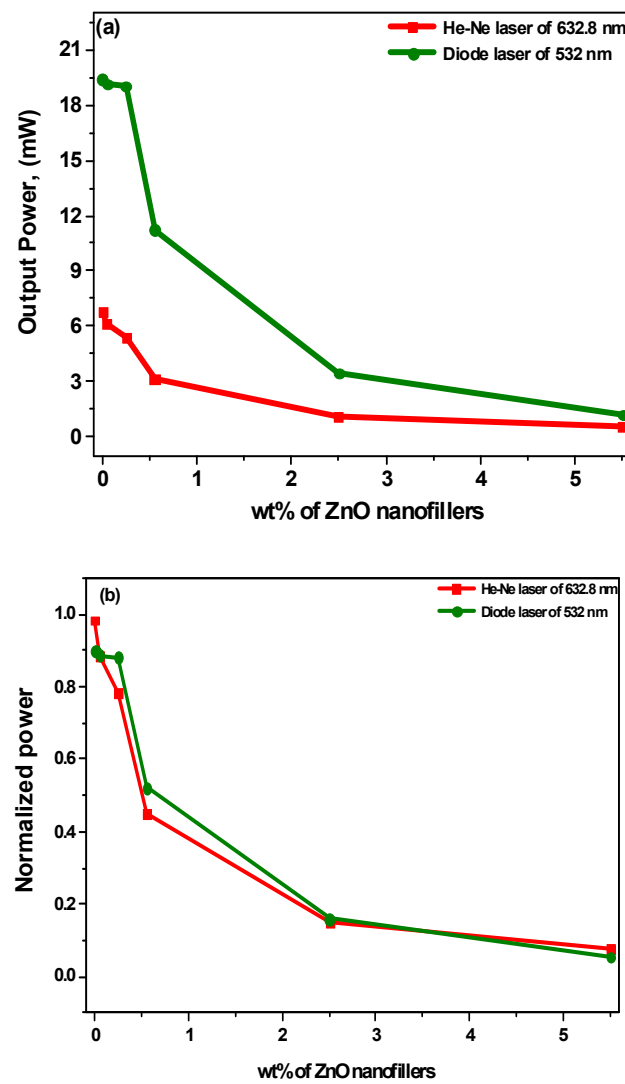 (a)
He-Ne laser of 632.8 nm
Diode laser of 532 nm
21
18
15
12
9
6
3
0
Output Power, (mW)
0 1 2 3 4 5
wt% of ZnO nanofillers
(b)
He-Ne laser of 632.8 nm
Diode laser of 532 nm
1.0
0.8
0.6
0.4
0.2
0.0
Normalized power
0 1 2 3 4 5
wt% of ZnO nanofillers